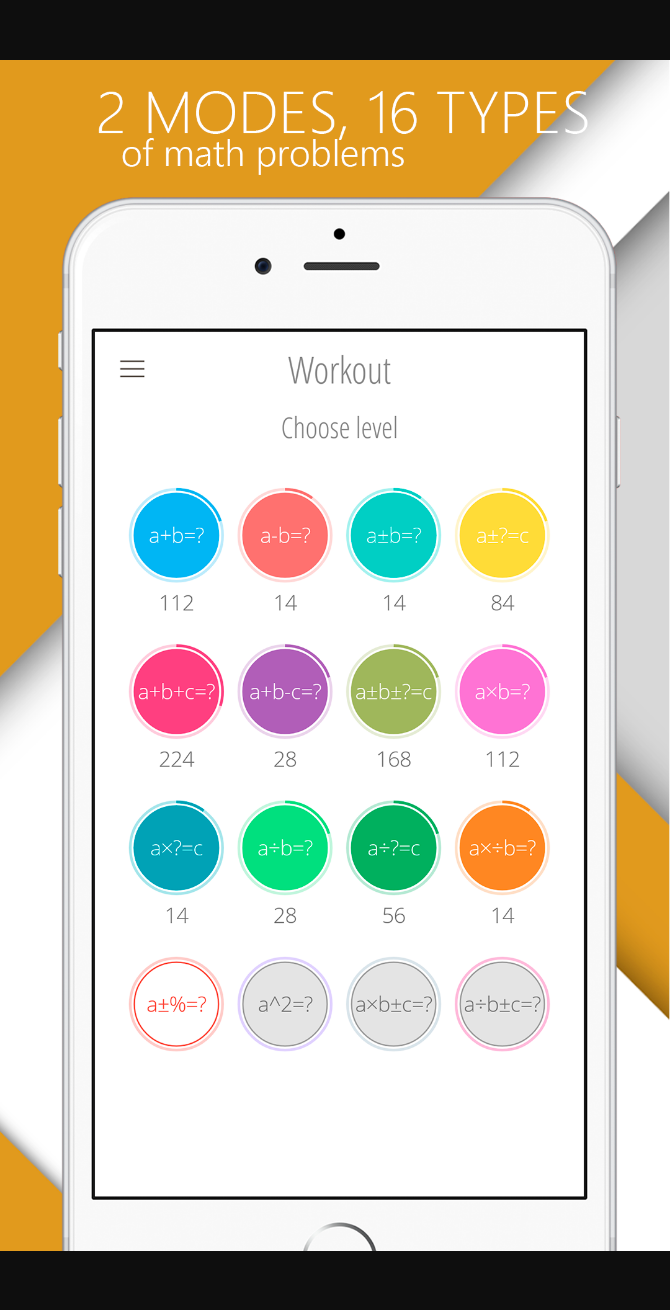 2 MODES, 16 TYPES
of math problems
Workout
Choose level
a+b=? a-b=? a±b=? a±?=c
112 14 14 84
a+b+c=? a+b-c=? a±b±?=c a×b=?
224 28 168 112
a×?=c a÷b=? a÷?=c a×÷b=?
14 28 56 14
a±%=? a^2=? a×b±c=? a÷b±c=?